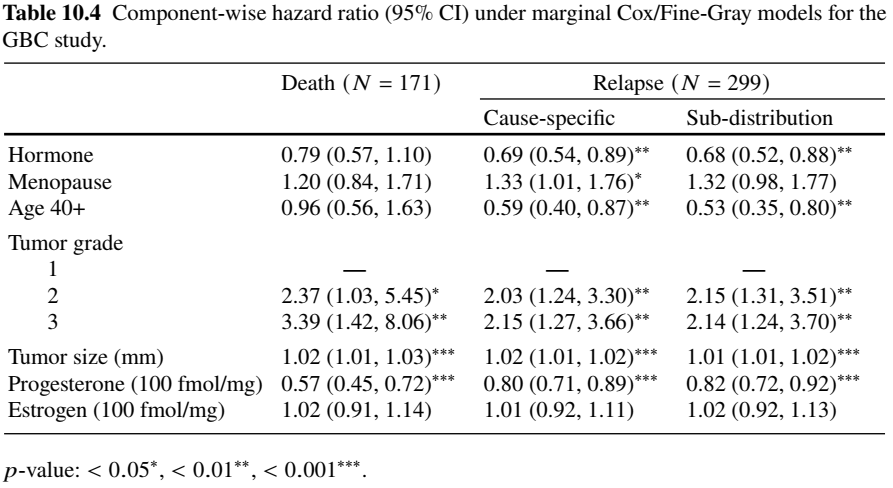 Table 10.4 Component-wise hazard ratio (95% CI) under marginal Cox/Fine-Gray models for the
GBC study.
Death (N = 171) Relapse (N = 299)
Cause-specific Sub-distribution
Hormone 0.79 (0.57, 1.10) 0.69 (0.54, 0.89)** 0.68 (0.52, 0.88)**
Menopause 1.20 (0.84, 1.71) 1.33 (1.01, 1.76)* 1.32 (0.98, 1.77)
Age 40+ 0.96 (0.56, 1.63) 0.59 (0.40, 0.87)** 0.53 (0.35, 0.80)**
Tumor grade
1 — — —
2 2.37 (1.03, 5.45)* 2.03 (1.24, 3.30)** 2.15 (1.31, 3.51)**
3 3.39 (1.42, 8.06)** 2.15 (1.27, 3.66)** 2.14 (1.24, 3.70)**
Tumor size (mm) 1.02 (1.01, 1.03)*** 1.02 (1.01, 1.02)*** 1.01 (1.01, 1.02)***
Progesterone (100 fmol/mg) 0.57 (0.45, 0.72)*** 0.80 (0.71, 0.89)*** 0.82 (0.72, 0.92)***
Estrogen (100 fmol/mg) 1.02 (0.91, 1.14) 1.01 (0.92, 1.11) 1.02 (0.92, 1.13)
p-value: < 0.05*, < 0.01**, < 0.001***.